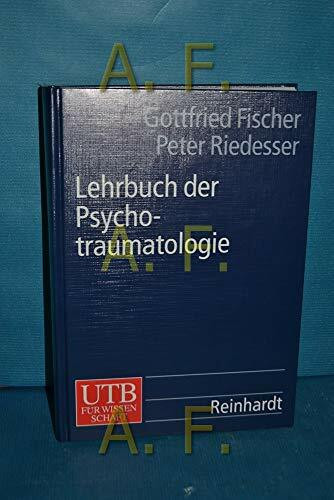 A. F.
Gottfried Fischer
Peter Riedesser
Lehrbuch der
Psycho-
traumatologie
A. F.
UTB
FÜR WISSEN
SCHAFT
Reinhardt
A. F.